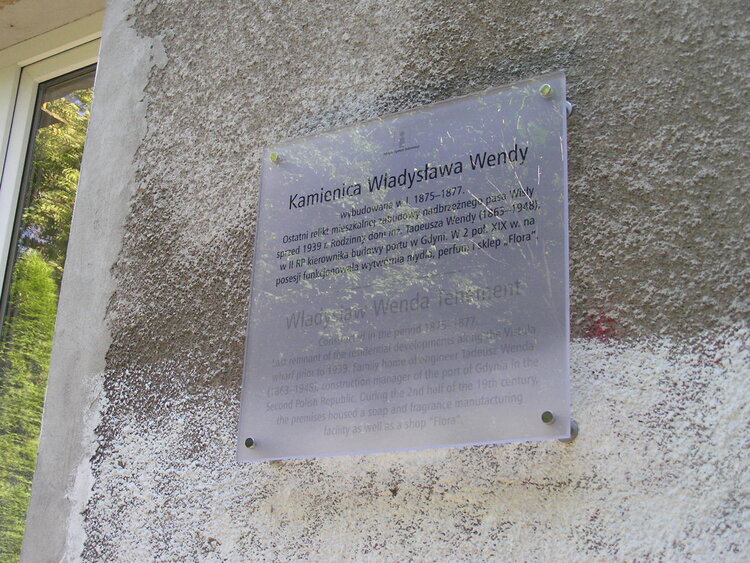 Kamienica Władysława Wendy
wybudowana w l. 1875–1877.
Ostatni relikt mieszkalnej zabudowy nadbrzeżnego pasa Wisły
sprzed 1939 r. Rodzinny dom inż. Tadeusza Wendy (1863–1948),
w II RP kierownika budowy portu w Gdyni. W 2 poł. XIX w. na
posesji funkcjonowała wytwórnia mydła, perfum i sklep „Flora”.
Władysław Wenda Tenement
Constructed in the period 1875–1877.
Last remnant of the residential developments along the Vistula
wharf prior to 1939. Family home of engineer Tadeusz Wenda
(1863–1948), construction manager of the port of Gdynia in the
Second Polish Republic. During the 2nd half of the 19th century,
the premises housed a soap and fragrance manufacturing
facility as well as a shop “Flora”.